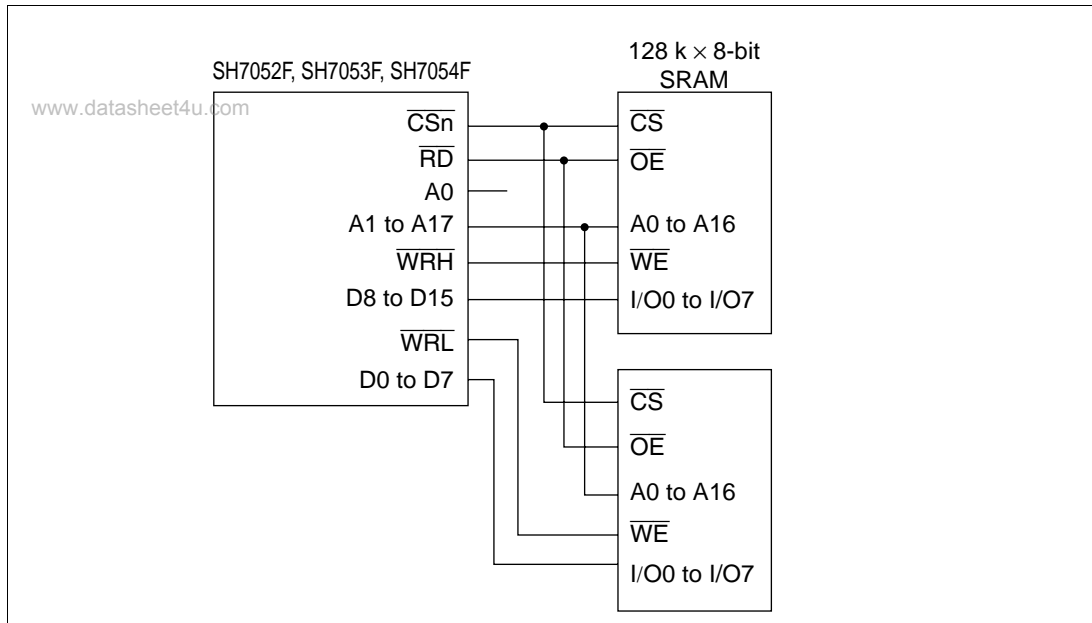 128 k × 8-bit
SRAM
SH7052F, SH7053F, SH7054F
www.datasheet4u.com
CSn
RD
A0
A1 to A17
WRH
D8 to D15
WRL
D0 to D7
CS
OE
A0 to A16
WE
I/O0 to I/O7
CS
OE
A0 to A16
WE
I/O0 to I/O7